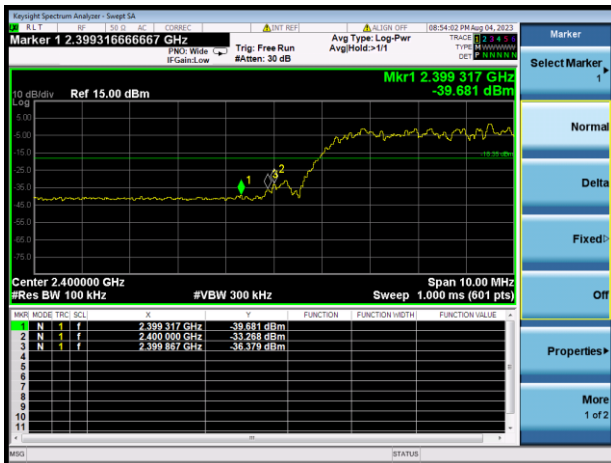 Keysight Spectrum Analyzer - Swept SA
RLT RF 50 Ω AC CORREC INT REF ALIGN OFF 08:54:02 PM Aug 04, 2023
Marker 1 2.399316666667 GHz
PNO: Wide
IFGain:Low
Trig: Free Run
#Atten: 30 dB
Avg Type: Log-Pwr
Avg|Hold:>1/1
TRACE 1 2 3 4 5 6
TYPE M WWWWW
DET P N N N N N
Marker
Select Marker
1
Normal
Delta
Fixed
Off
Properties
More
1 of 2
Mkr1 2.399 317 GHz
-39.681 dBm
10 dB/div Ref 15.00 dBm
Log
5.00
-5.00
-15.0
-25.0
-35.0
-45.0
-55.0
-65.0
-75.0
-18.35 dBm
1
3
2
Center 2.400000 GHz Span 10.00 MHz
#Res BW 100 kHz #VBW 300 kHz Sweep 1.000 ms (601 pts)
MKR MODE TRC SCL X Y FUNCTION FUNCTION WIDTH FUNCTION VALUE
1 N 1 f 2.399 317 GHz -39.681 dBm
2 N 1 f 2.400 000 GHz -33.268 dBm
3 N 1 f 2.399 867 GHz -36.379 dBm
4
5
6
7
8
9
10
11
MSG STATUS